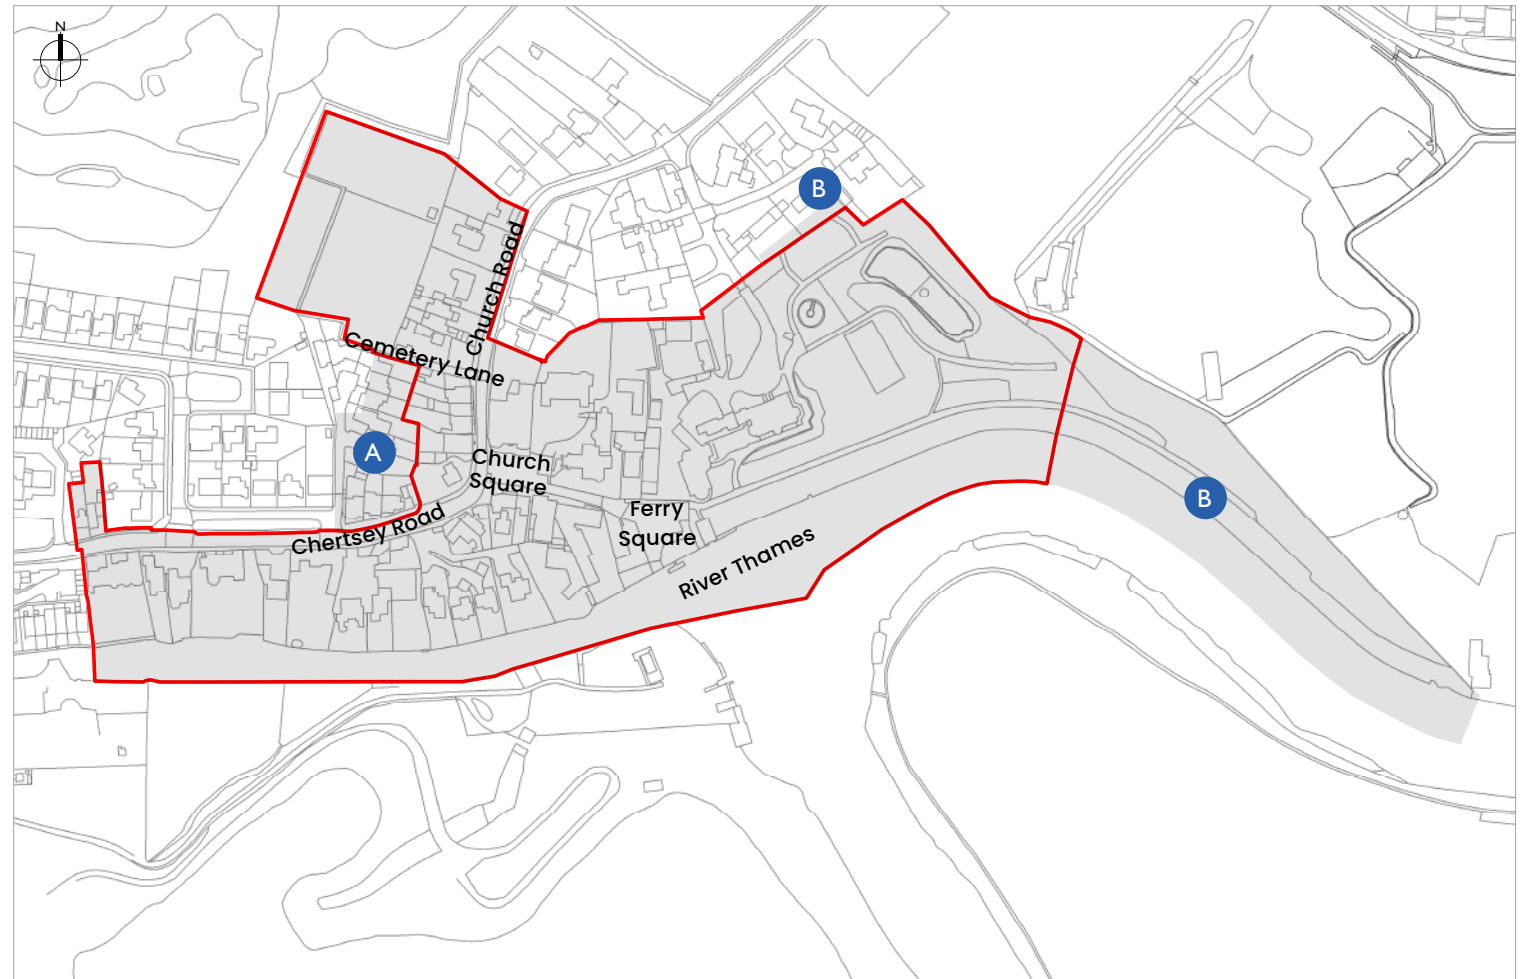 N
B
Church Road
Cemetery Lane
A
Church
Square
Chertsey Road
Ferry
Square
B
River Thames